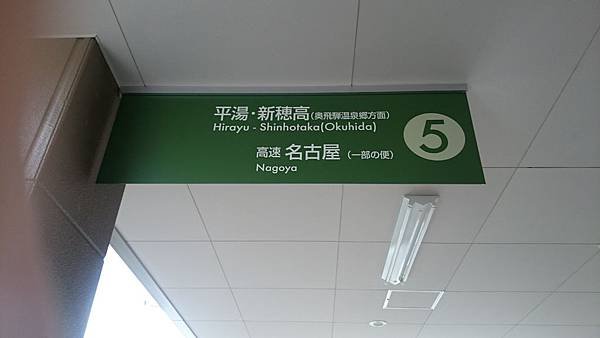 平湯・新穂高(奥飛騨温泉郷方面)
Hirayu - Shinhotaka(Okuhida)
高速 名古屋 (一部の便)
Nagoya
5